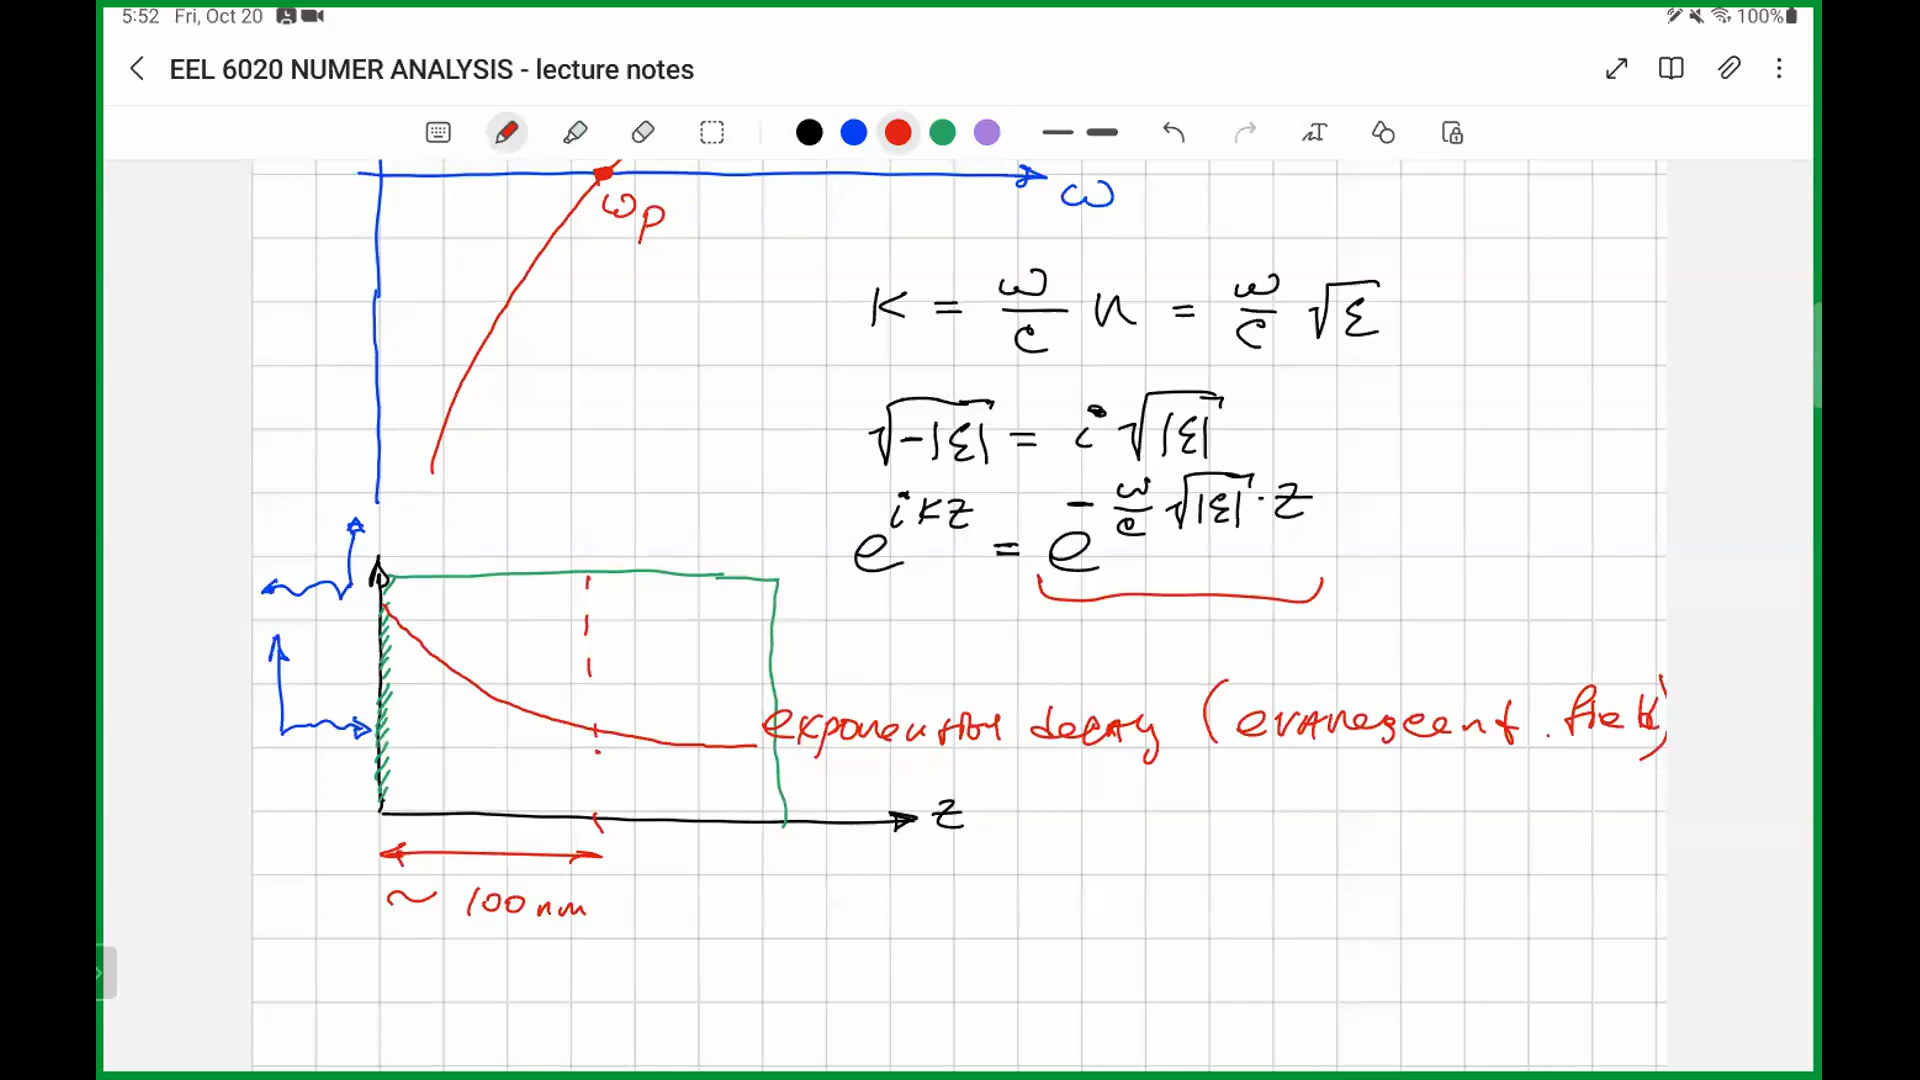 5:52 Fri, Oct 20 100%
EEL 6020 NUMER ANALYSIS - lecture notes
ω
ωp
K = ω/c n = ω/c √ε
√-|ε| = i √|ε|
e^{ikz} = e^{-ω/c √|ε| · z}
exponential decay (evanescent. field)
z
~ 100 nm